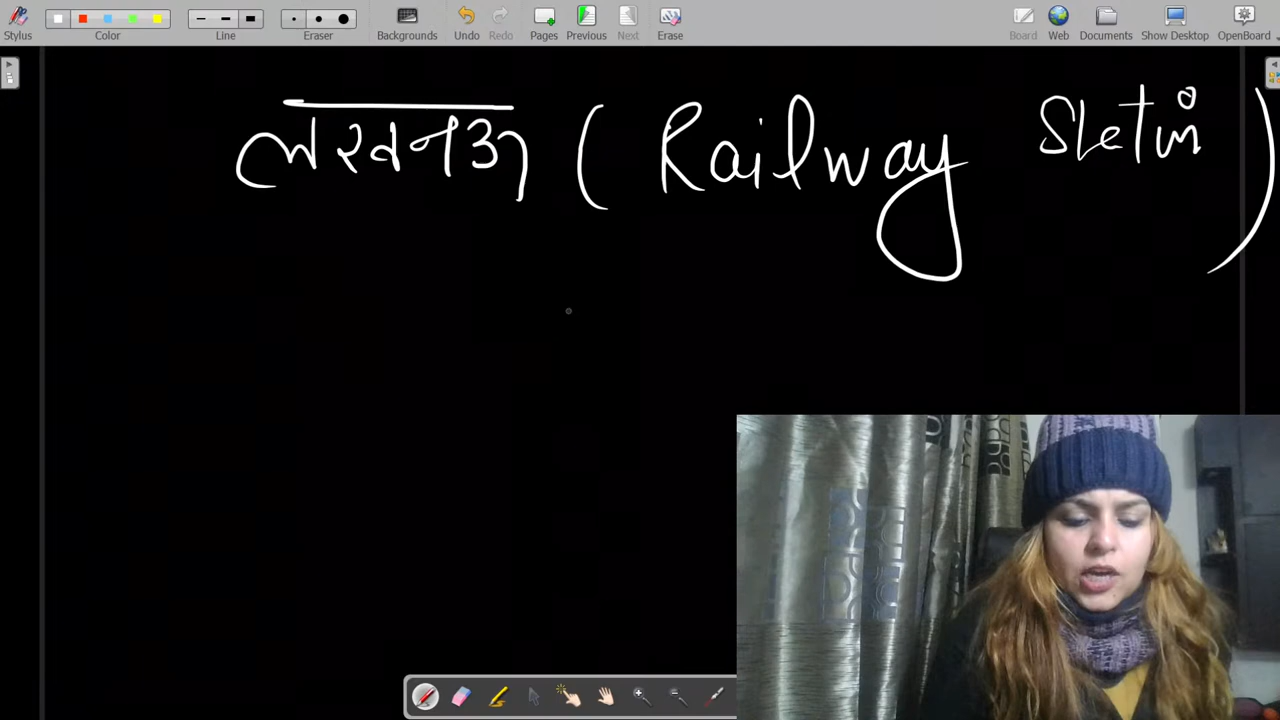 Stylus Color Line Eraser Backgrounds Undo Redo Pages Previous Next Erase Board Web Documents Show Desktop OpenBoard
लखनऊ ( Railway Station )